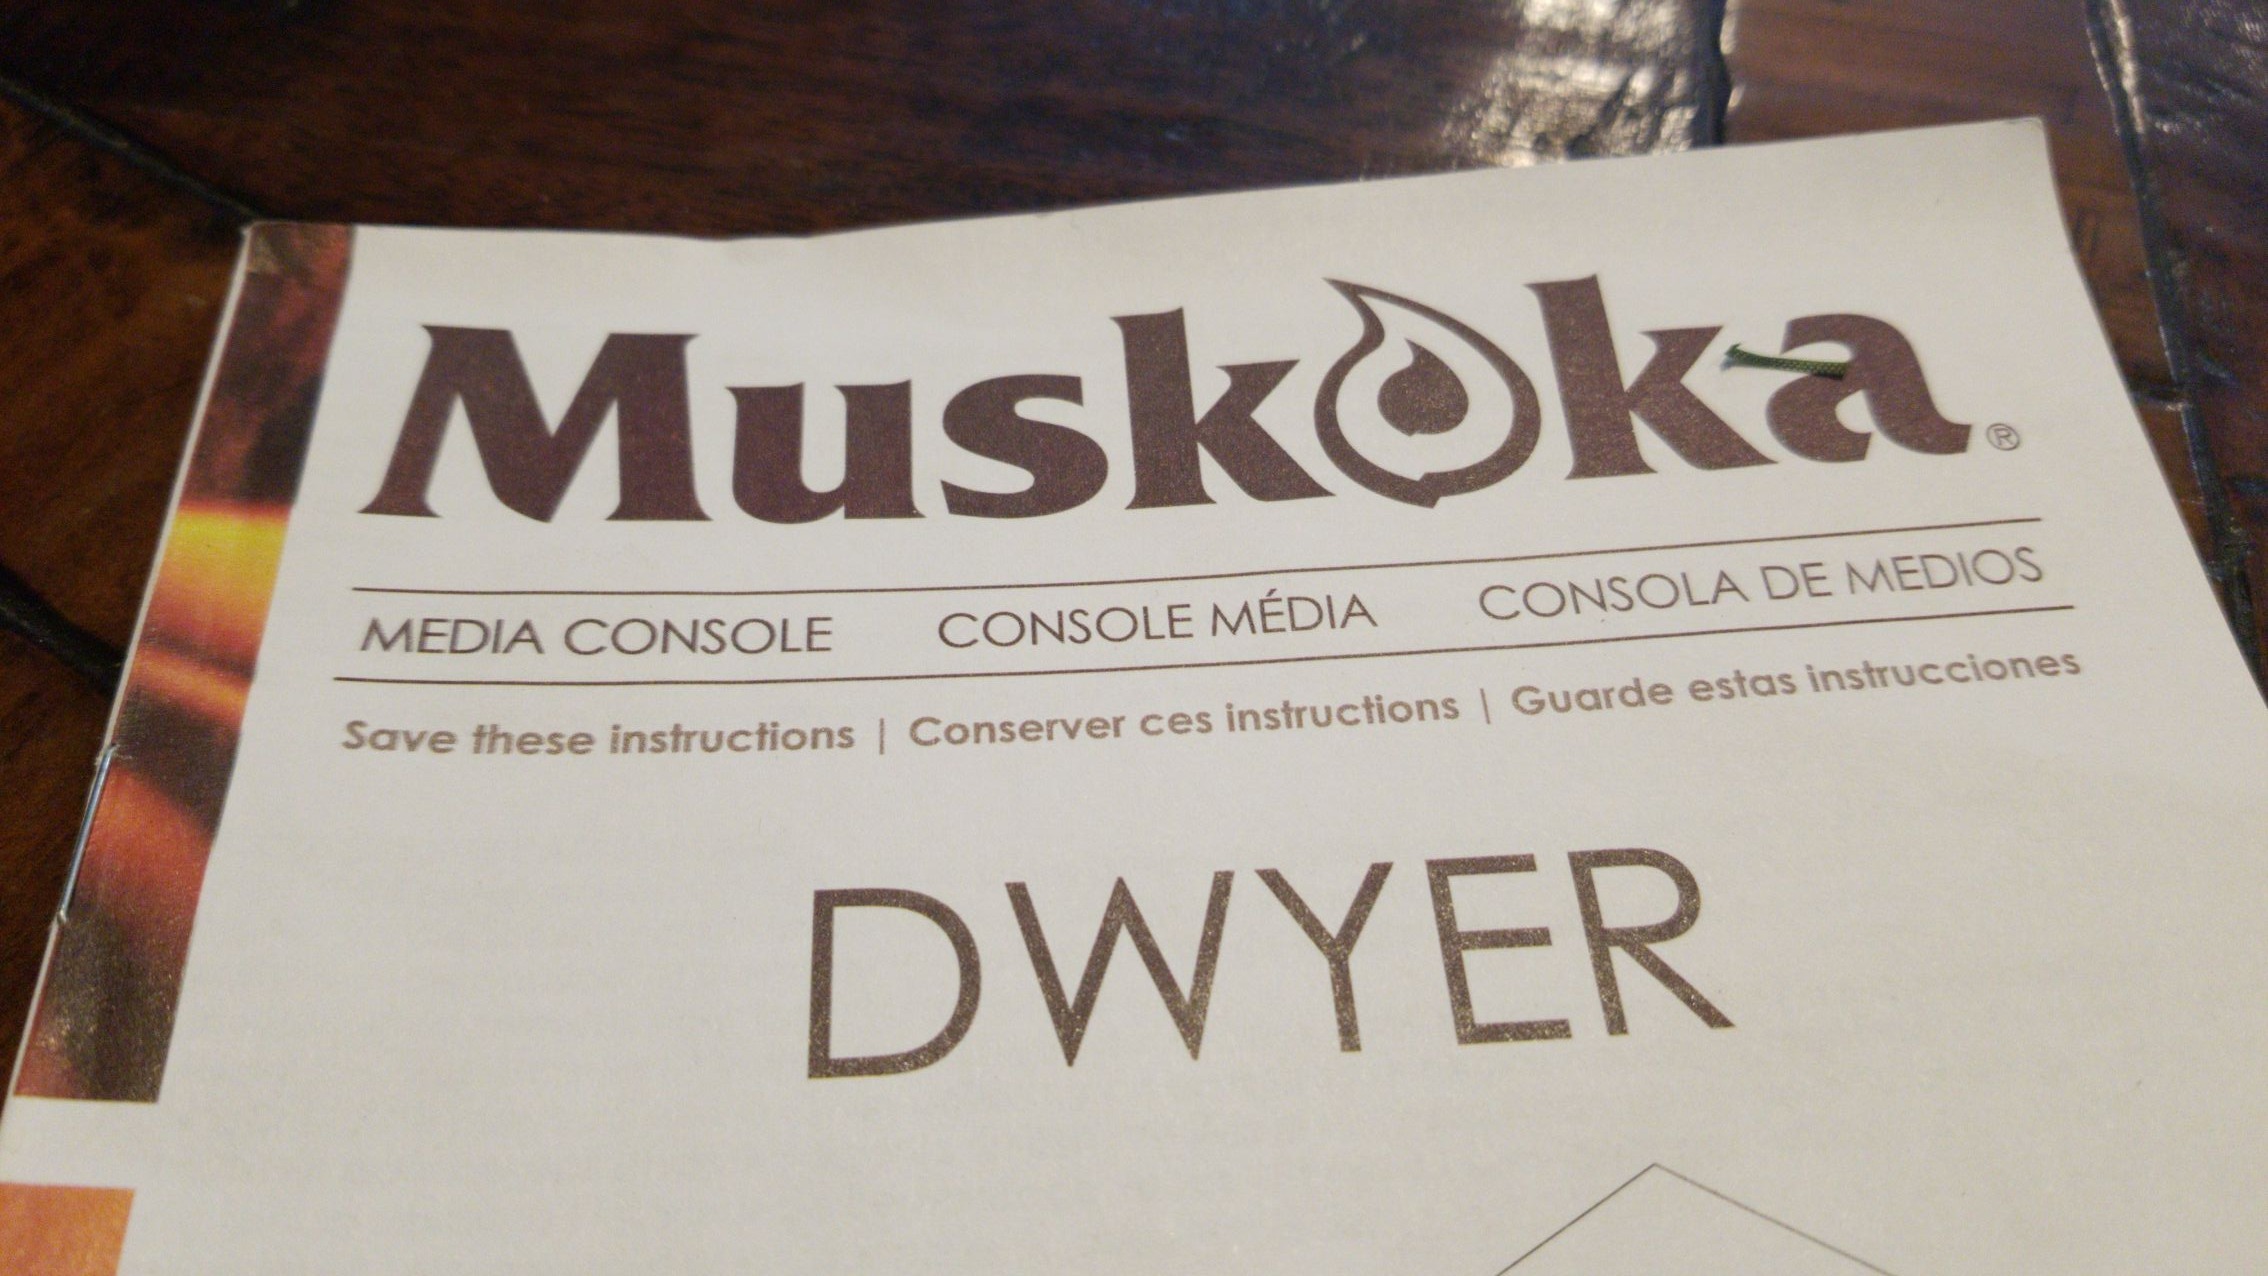 Muskoka®
MEDIA CONSOLE CONSOLE MÉDIA CONSOLA DE MEDIOS
Save these instructions | Conserver ces instructions | Guarde estas instrucciones
DWYER